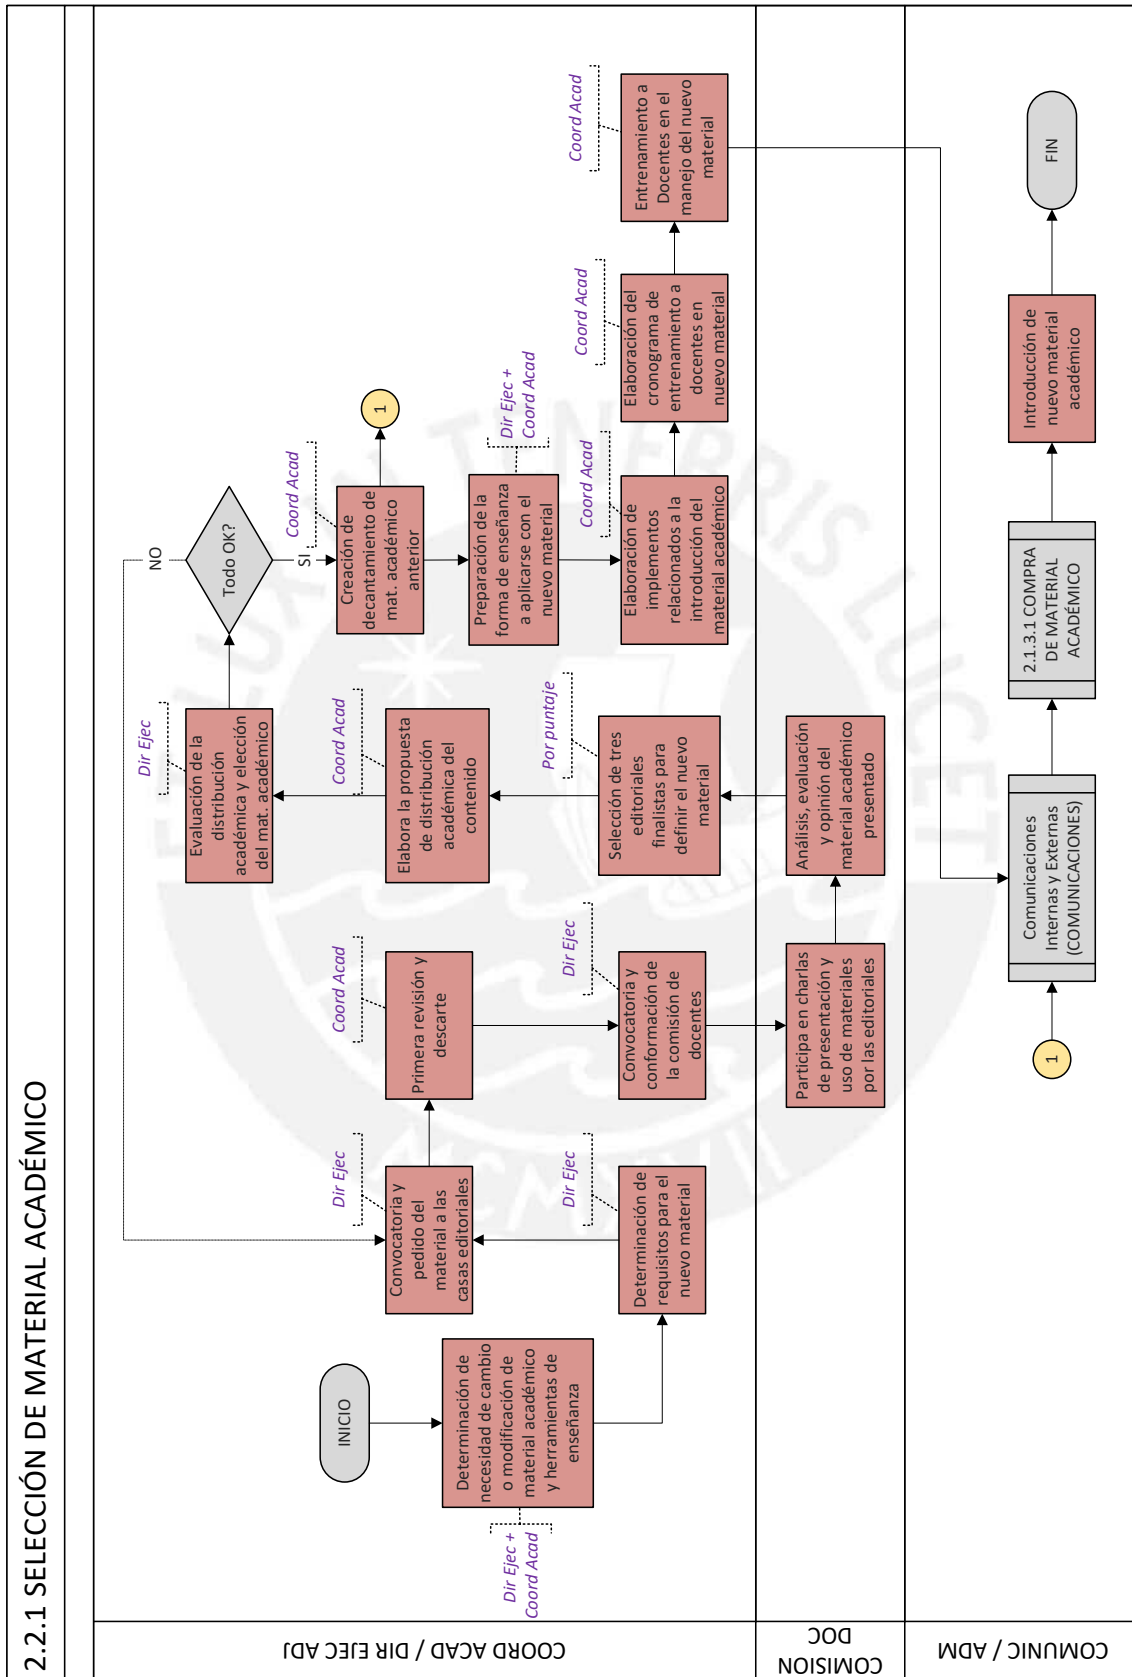 2.2.1 SELECCIÓN DE MATERIAL ACADÉMICO
COORD ACAD / DIR EJEC ADJ
INICIO
Determinación de
necesidad de cambio
o modificación de
material académico
y herramientas de
enseñanza
Dir Ejec +
Coord Acad
Determinación de
requisitos para el
nuevo material
Dir Ejec
Convocatoria y
pedido del
material a las
casas editoriales
Dir Ejec
Primera revisión y
descarte
Coord Acad
Convocatoria y
conformación de
la comisión de
docentes
Dir Ejec
Selección de tres
editoriales
finalistas para
definir el nuevo
material
Por puntaje
Elabora la propuesta
de distribución
académica del
contenido
Coord Acad
Evaluación de la
distribución
académica y elección
del mat. académico
Dir Ejec
Todo OK?
NO
SI
Creación de
decantamiento de
mat. académico
anterior
Coord Acad
1
Preparación de la
forma de enseñanza
a aplicarse con el
nuevo material
Dir Ejec +
Coord Acad
Elaboración de
implementos
relacionados a la
introducción del
material académico
Coord Acad
Elaboración del
cronograma de
entrenamiento a
docentes en
nuevo material
Coord Acad
Entrenamiento a
Docentes en el
manejo del nuevo
material
Coord Acad
COMISION
DOC
Participa en charlas
de presentación y
uso de materiales
por las editoriales
Análisis, evaluación
y opinión del
material académico
presentado
COMUNIC / ADM
1
Comunicaciones
Internas y Externas
(COMUNICACIONES)
2.1.3.1 COMPRA
DE MATERIAL
ACADÉMICO
Introducción de
nuevo material
académico
FIN
ET LUX IN TENEBRIS LUCET
MCMXVII